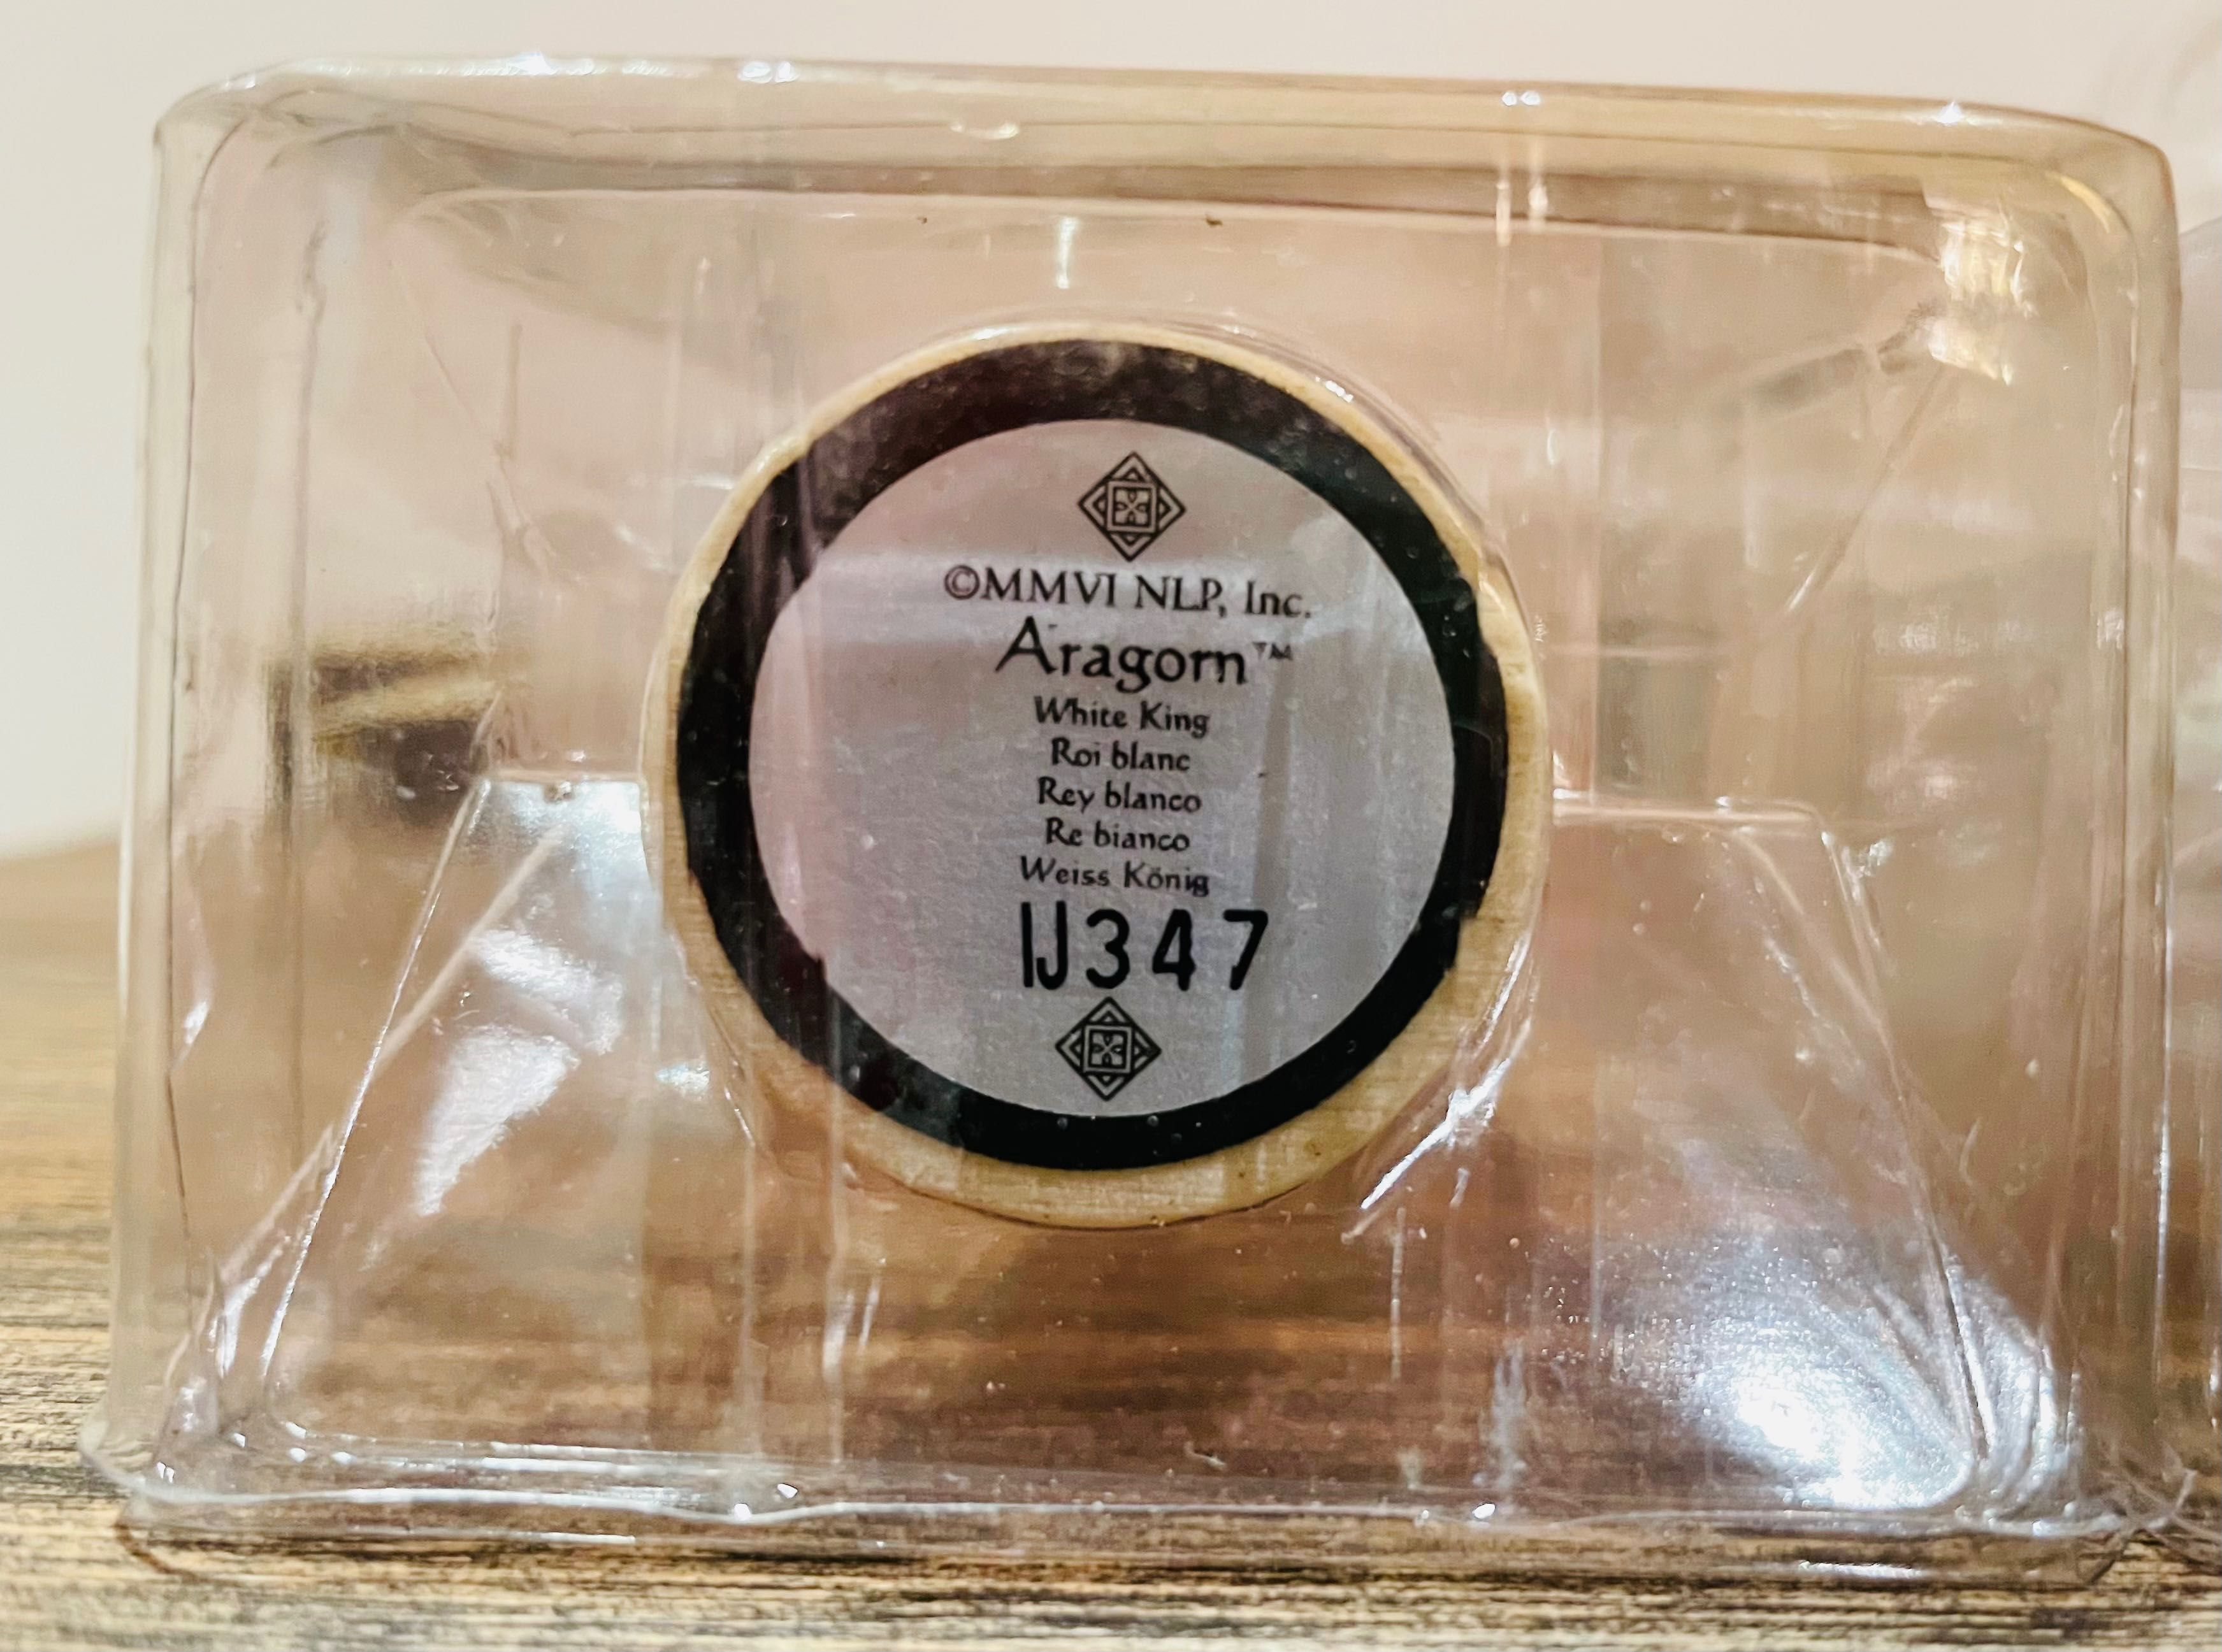 ©MMVI NLP, Inc.
Aragorn™
White King
Roi blanc
Rey blanco
Re bianco
Weiss König
IJ347